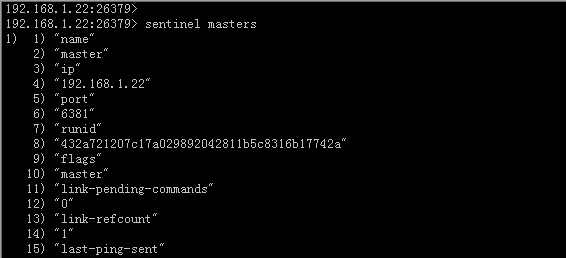 192.168.1.22:26379>
192.168.1.22:26379> sentinel masters
1)  1) "name"
    2) "master"
    3) "ip"
    4) "192.168.1.22"
    5) "port"
    6) "6381"
    7) "runid"
    8) "432a721207c17a029892042811b5c8316b17742a"
    9) "flags"
   10) "master"
   11) "link-pending-commands"
   12) "0"
   13) "link-refcount"
   14) "1"
   15) "last-ping-sent"